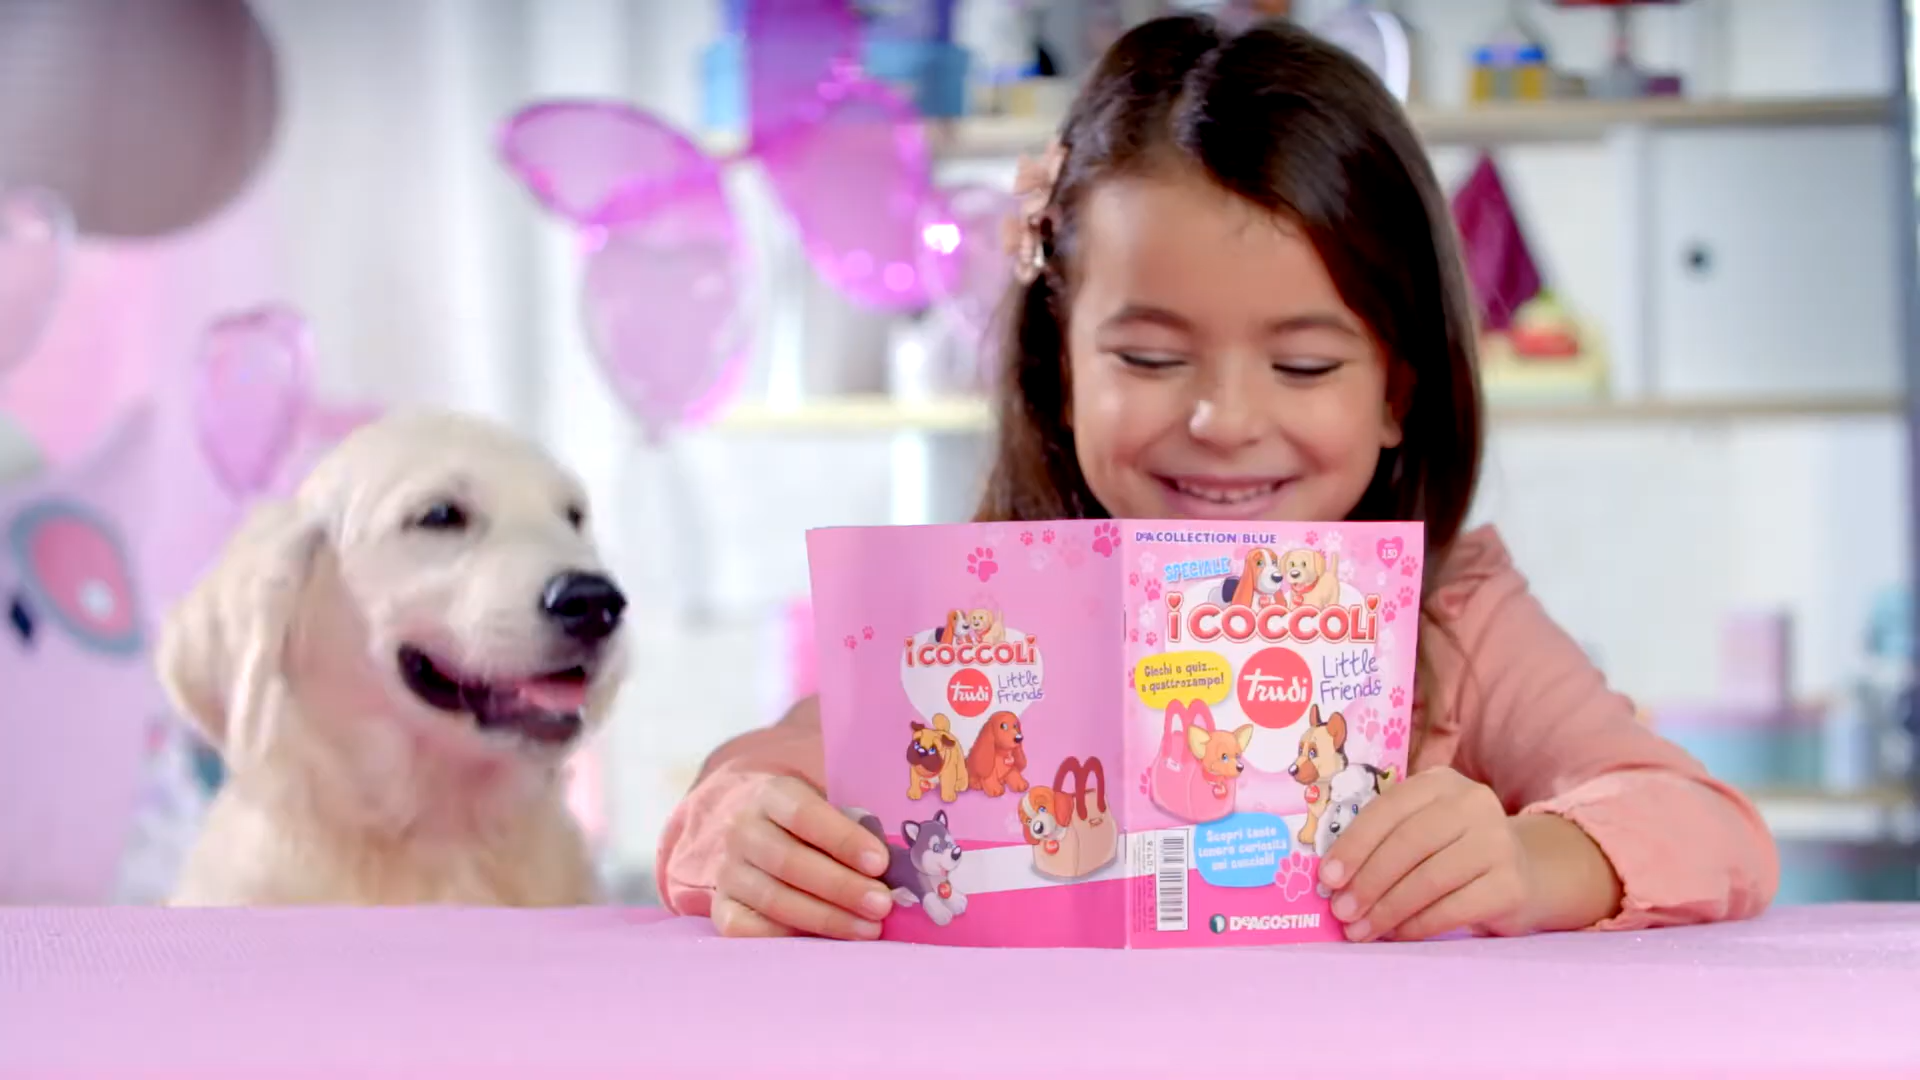 i COCCOLi
trudi
Little
Friends
DeA COLLECTION BLUE
SPECIALE
i COCCOLi
Giochi e quiz...
a quattrozampe!
trudi
Little
Friends
Scopri tante
tenere curiosità
sui cuccioli!
DeAGOSTINI